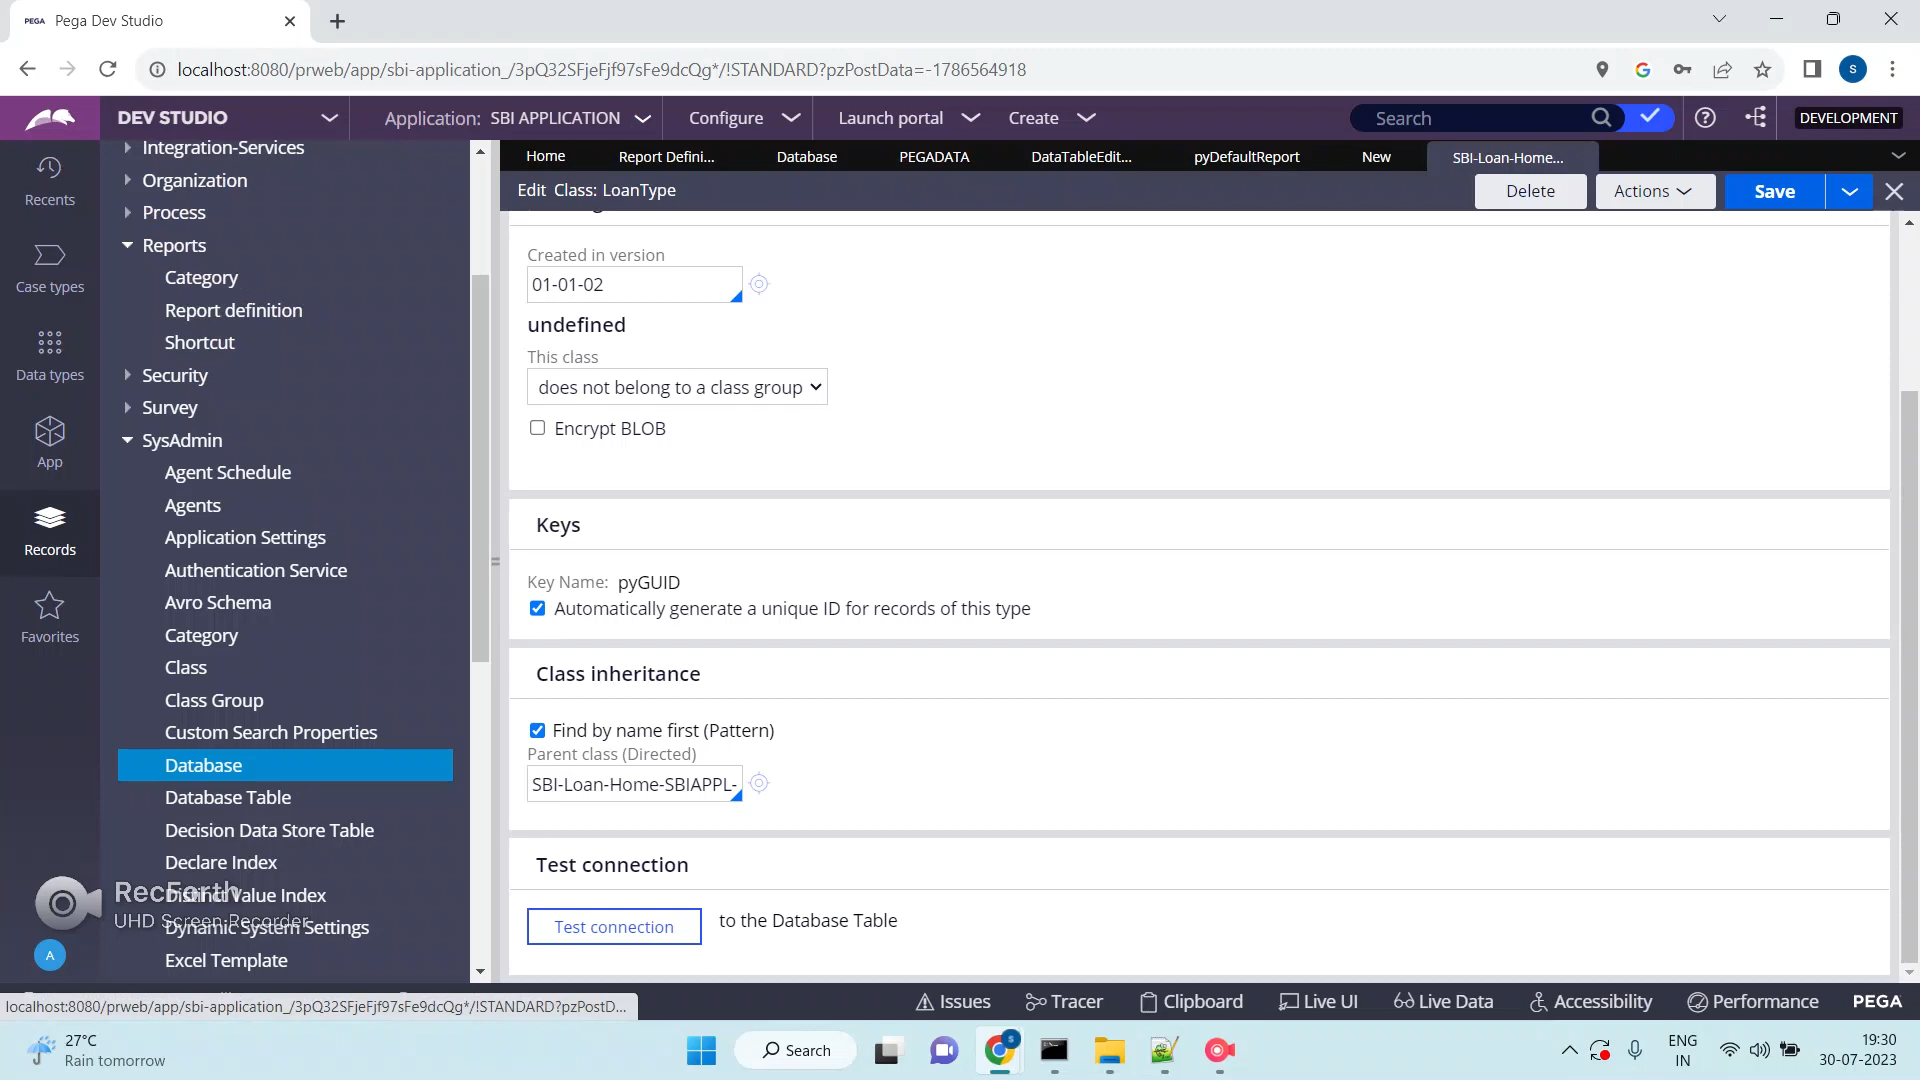 PEGA Pega Dev Studio
localhost:8080/prweb/app/sbi-application_/3pQ32SFjeFjf97sFe9dcQg*/!STANDARD?pzPostData=-1786564918
S
DEV STUDIO
Application: SBI APPLICATION
Configure
Launch portal
Create
Search
DEVELOPMENT
Recents
Case types
Data types
App
Records
Favorites
A
Integration-Services
Organization
Process
Reports
Category
Report definition
Shortcut
Security
Survey
SysAdmin
Agent Schedule
Agents
Application Settings
Authentication Service
Avro Schema
Category
Class
Class Group
Custom Search Properties
Database
Database Table
Decision Data Store Table
Declare Index
Distinct Value Index
Dynamic System Settings
Excel Template
RecForth
UHD Screen Recorder
Home
Report Defini...
Database
PEGADATA
DataTableEdit...
pyDefaultReport
New
SBI-Loan-Home...
Edit Class: LoanType
Delete
Actions
Save
Created in version
01-01-02
undefined
This class
does not belong to a class group
Encrypt BLOB
Keys
Key Name: pyGUID
Automatically generate a unique ID for records of this type
Class inheritance
Find by name first (Pattern)
Parent class (Directed)
SBI-Loan-Home-SBIAPPL-
Test connection
Test connection to the Database Table
localhost:8080/prweb/app/sbi-application_/3pQ32SFjeFjf97sFe9dcQg*/!STANDARD?pzPostD...
Issues
Tracer
Clipboard
Live UI
Live Data
Accessibility
Performance
PEGA
27°C
Rain tomorrow
Search
S
ENG
IN
19:30
30-07-2023